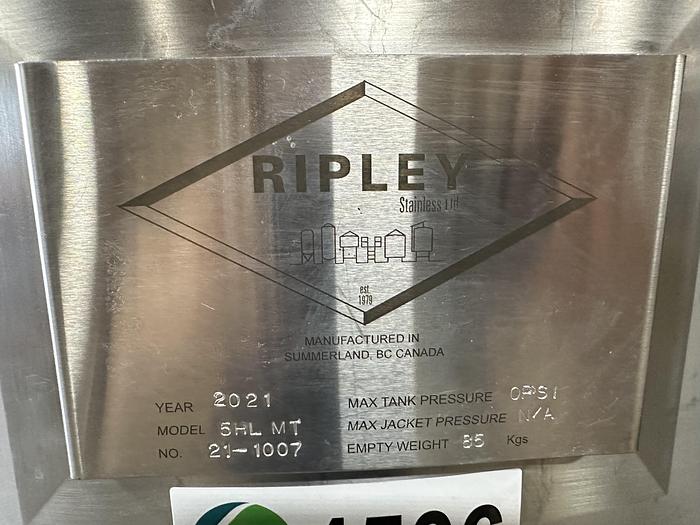 RIPLEY
Stainless Ltd
est
1979
MANUFACTURED IN
SUMMERLAND, BC CANADA
YEAR 2021
MODEL 5HL MT
NO. 21-1007
MAX TANK PRESSURE 0PSI
MAX JACKET PRESSURE N/A
EMPTY WEIGHT 85 Kgs